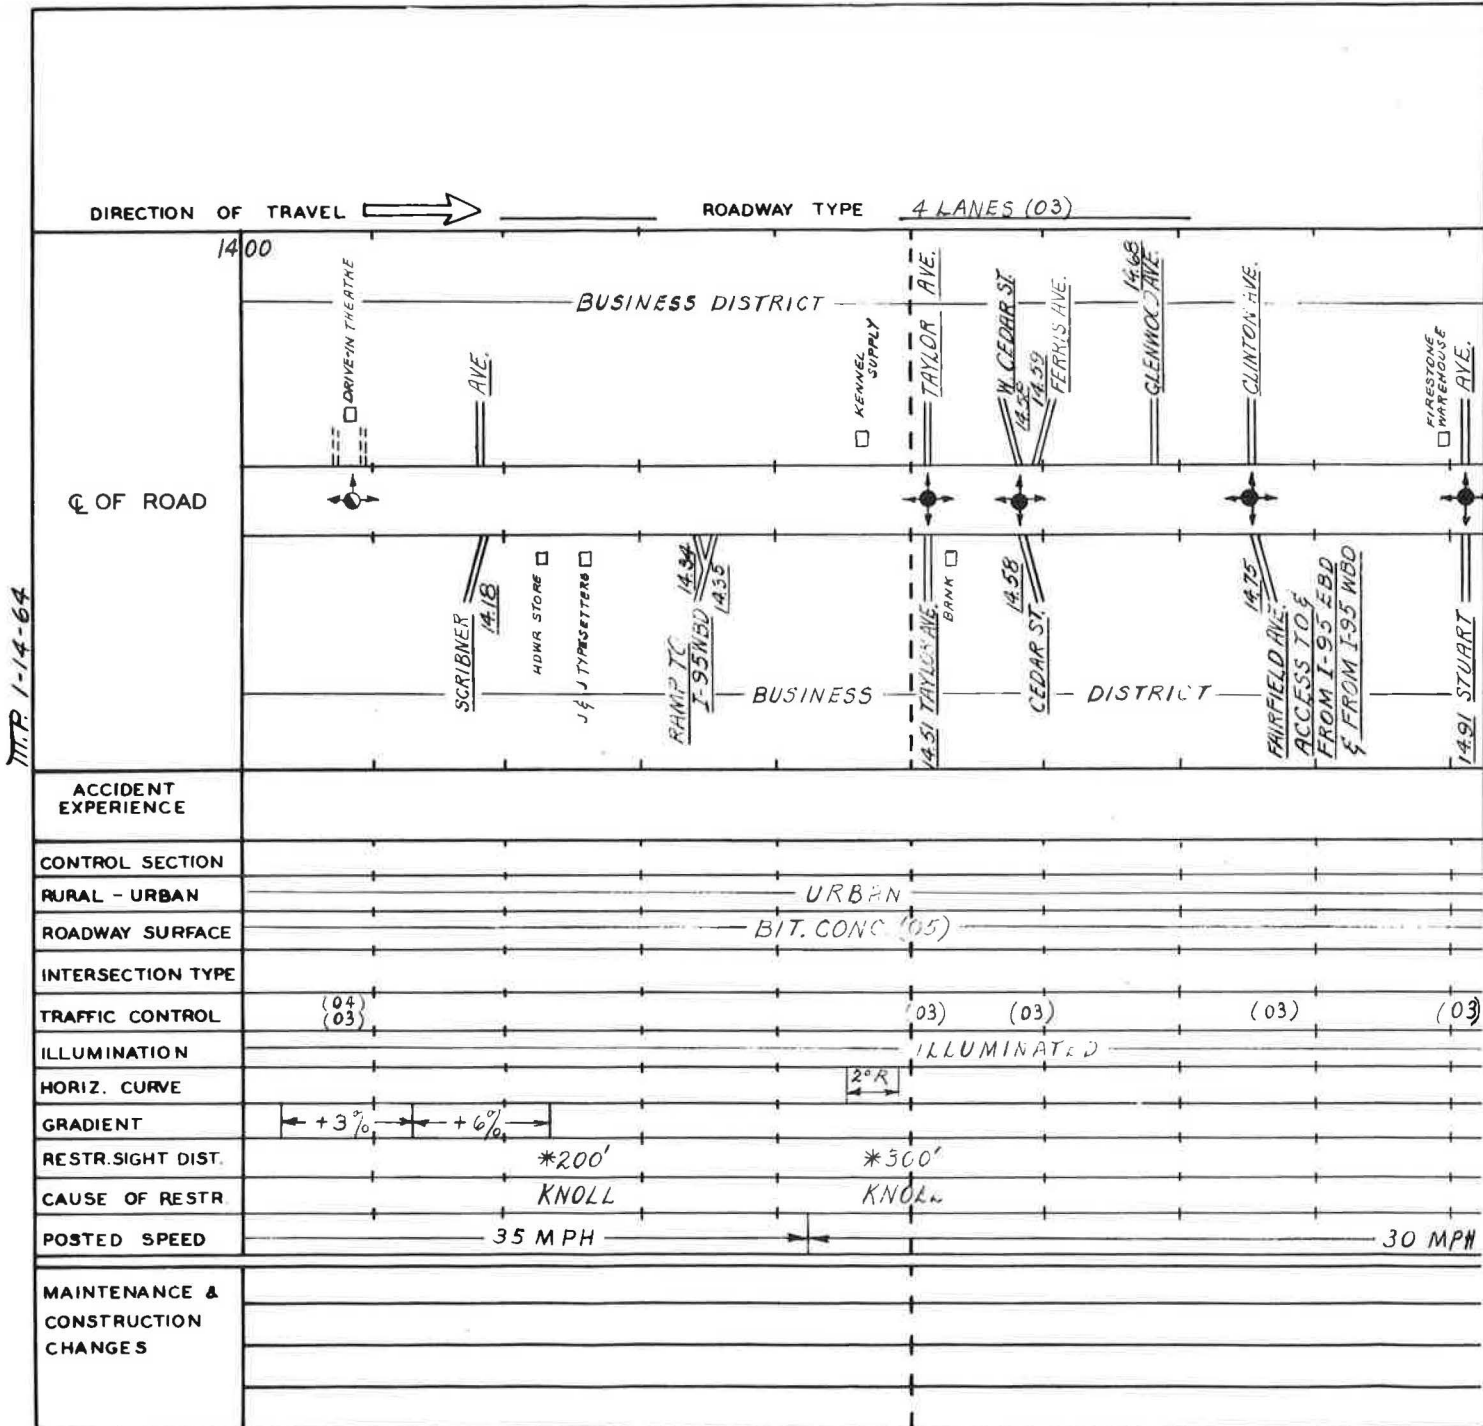 DIRECTION OF TRAVEL
ROADWAY TYPE 4 LANES (03)
14.00
DRIVE-IN THEATRE
AVE.
BUSINESS DISTRICT
KENNEL
SUPPLY
TAYLOR AVE.
W. CEDAR ST.
14.58
14.59
FERRIS AVE.
14.68
GLENWOOD AVE.
CLINTON AVE.
FIRESTONE
WAREHOUSE
AVE.
℄ OF ROAD
M.P. 1-14-64
SCRIBNER
14.18
HDWR STORE
J & J TYPESETTERS
14.34
14.35
RAMP TO
I-95 WBD
BUSINESS DISTRICT
14.51 TAYLOR AVE.
BANK
14.58
CEDAR ST.
14.75
FAIRFIELD AVE.
ACCESS TO &
FROM I-95 EBD
& FROM I-95 WBD
14.91 STUART
ACCIDENT
EXPERIENCE
CONTROL SECTION
RURAL - URBAN URBAN
ROADWAY SURFACE BIT. CONC. (05)
INTERSECTION TYPE
TRAFFIC CONTROL (04) (03) (03) (03) (03) (03)
ILLUMINATION ILLUMINATED
HORIZ. CURVE 2° R
GRADIENT +3% +6%
RESTR. SIGHT DIST. *200' *300'
CAUSE OF RESTR. KNOLL KNOLL
POSTED SPEED 35 MPH 30 MPH
MAINTENANCE &
CONSTRUCTION
CHANGES